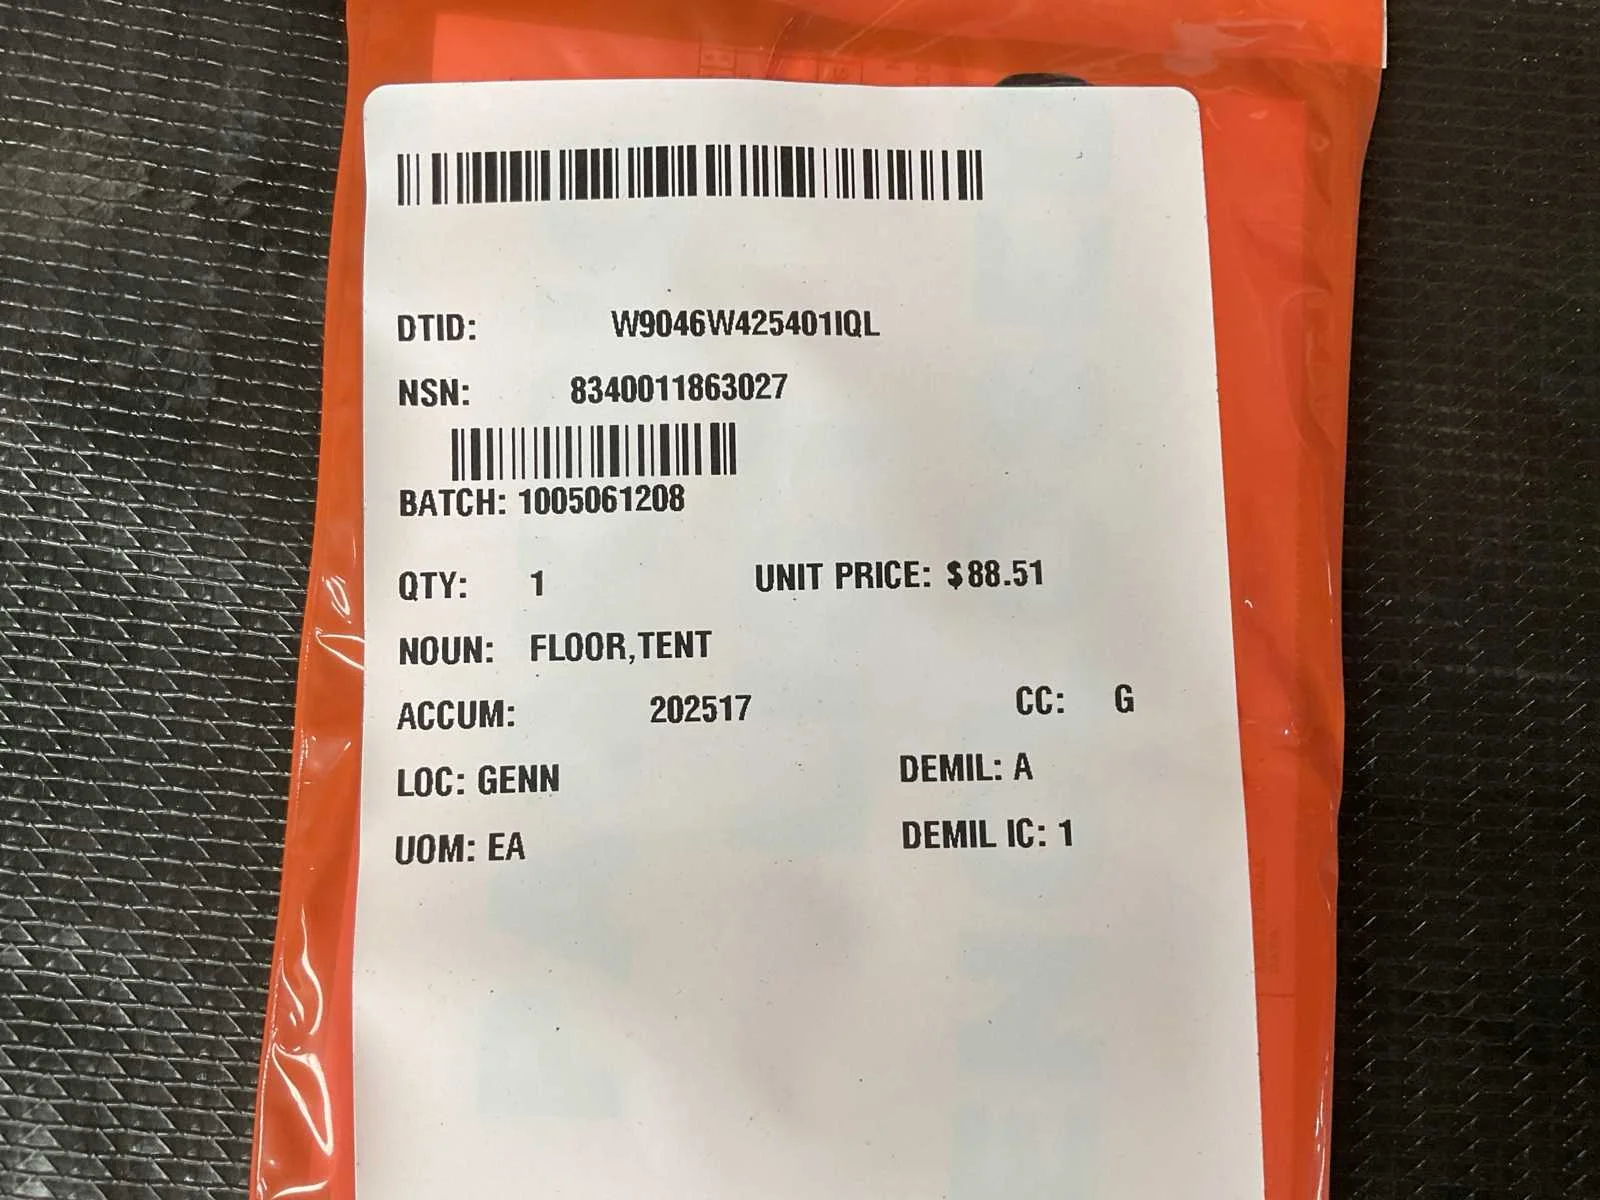 DTID: W9046W425401IQL
NSN: 8340011863027
BATCH: 1005061208
QTY: 1 UNIT PRICE: $88.51
NOUN: FLOOR,TENT
ACCUM: 202517 CC: G
LOC: GENN DEMIL: A
UOM: EA DEMIL IC: 1